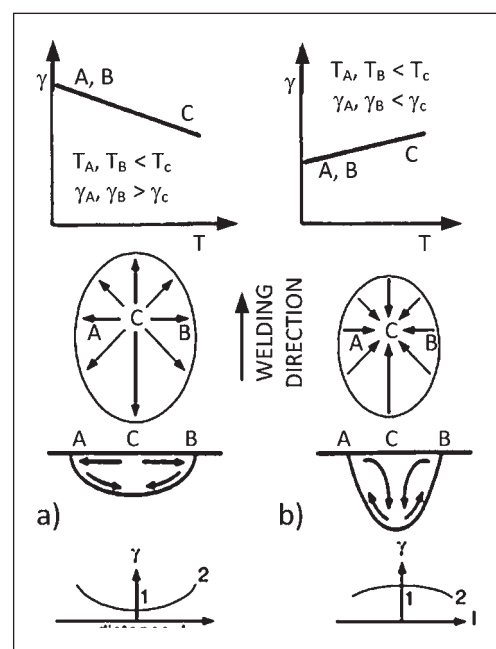 γ
A, B
C
T_A, T_B < T_c
γ_A, γ_B > γ_c
T
T_A, T_B < T_c
γ_A, γ_B < γ_c
γ
C
A, B
T
C
A
B
WELDING
DIRECTION
C
A
B
A C B
a)
A C B
b)
γ
2
1
γ
1
2
l